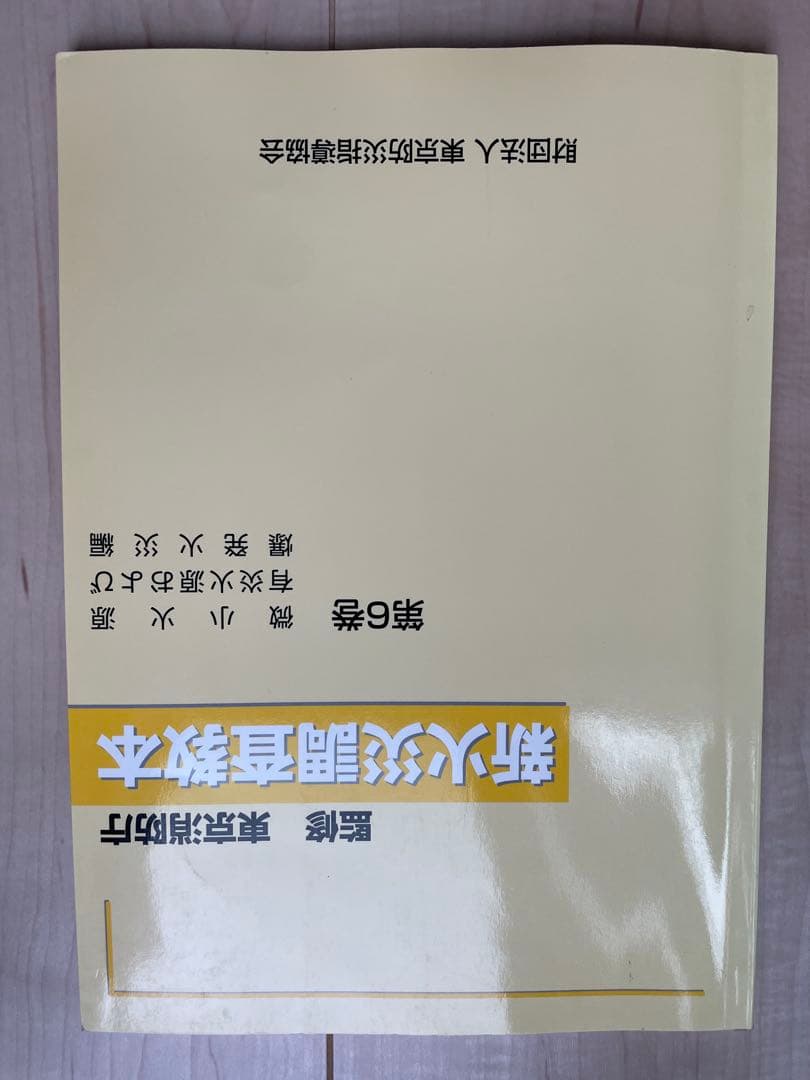 監修　東京消防庁
新火災調査教本
第6巻
微小火源
有炎火源および
爆発火災編
財団法人 東京防災指導協会